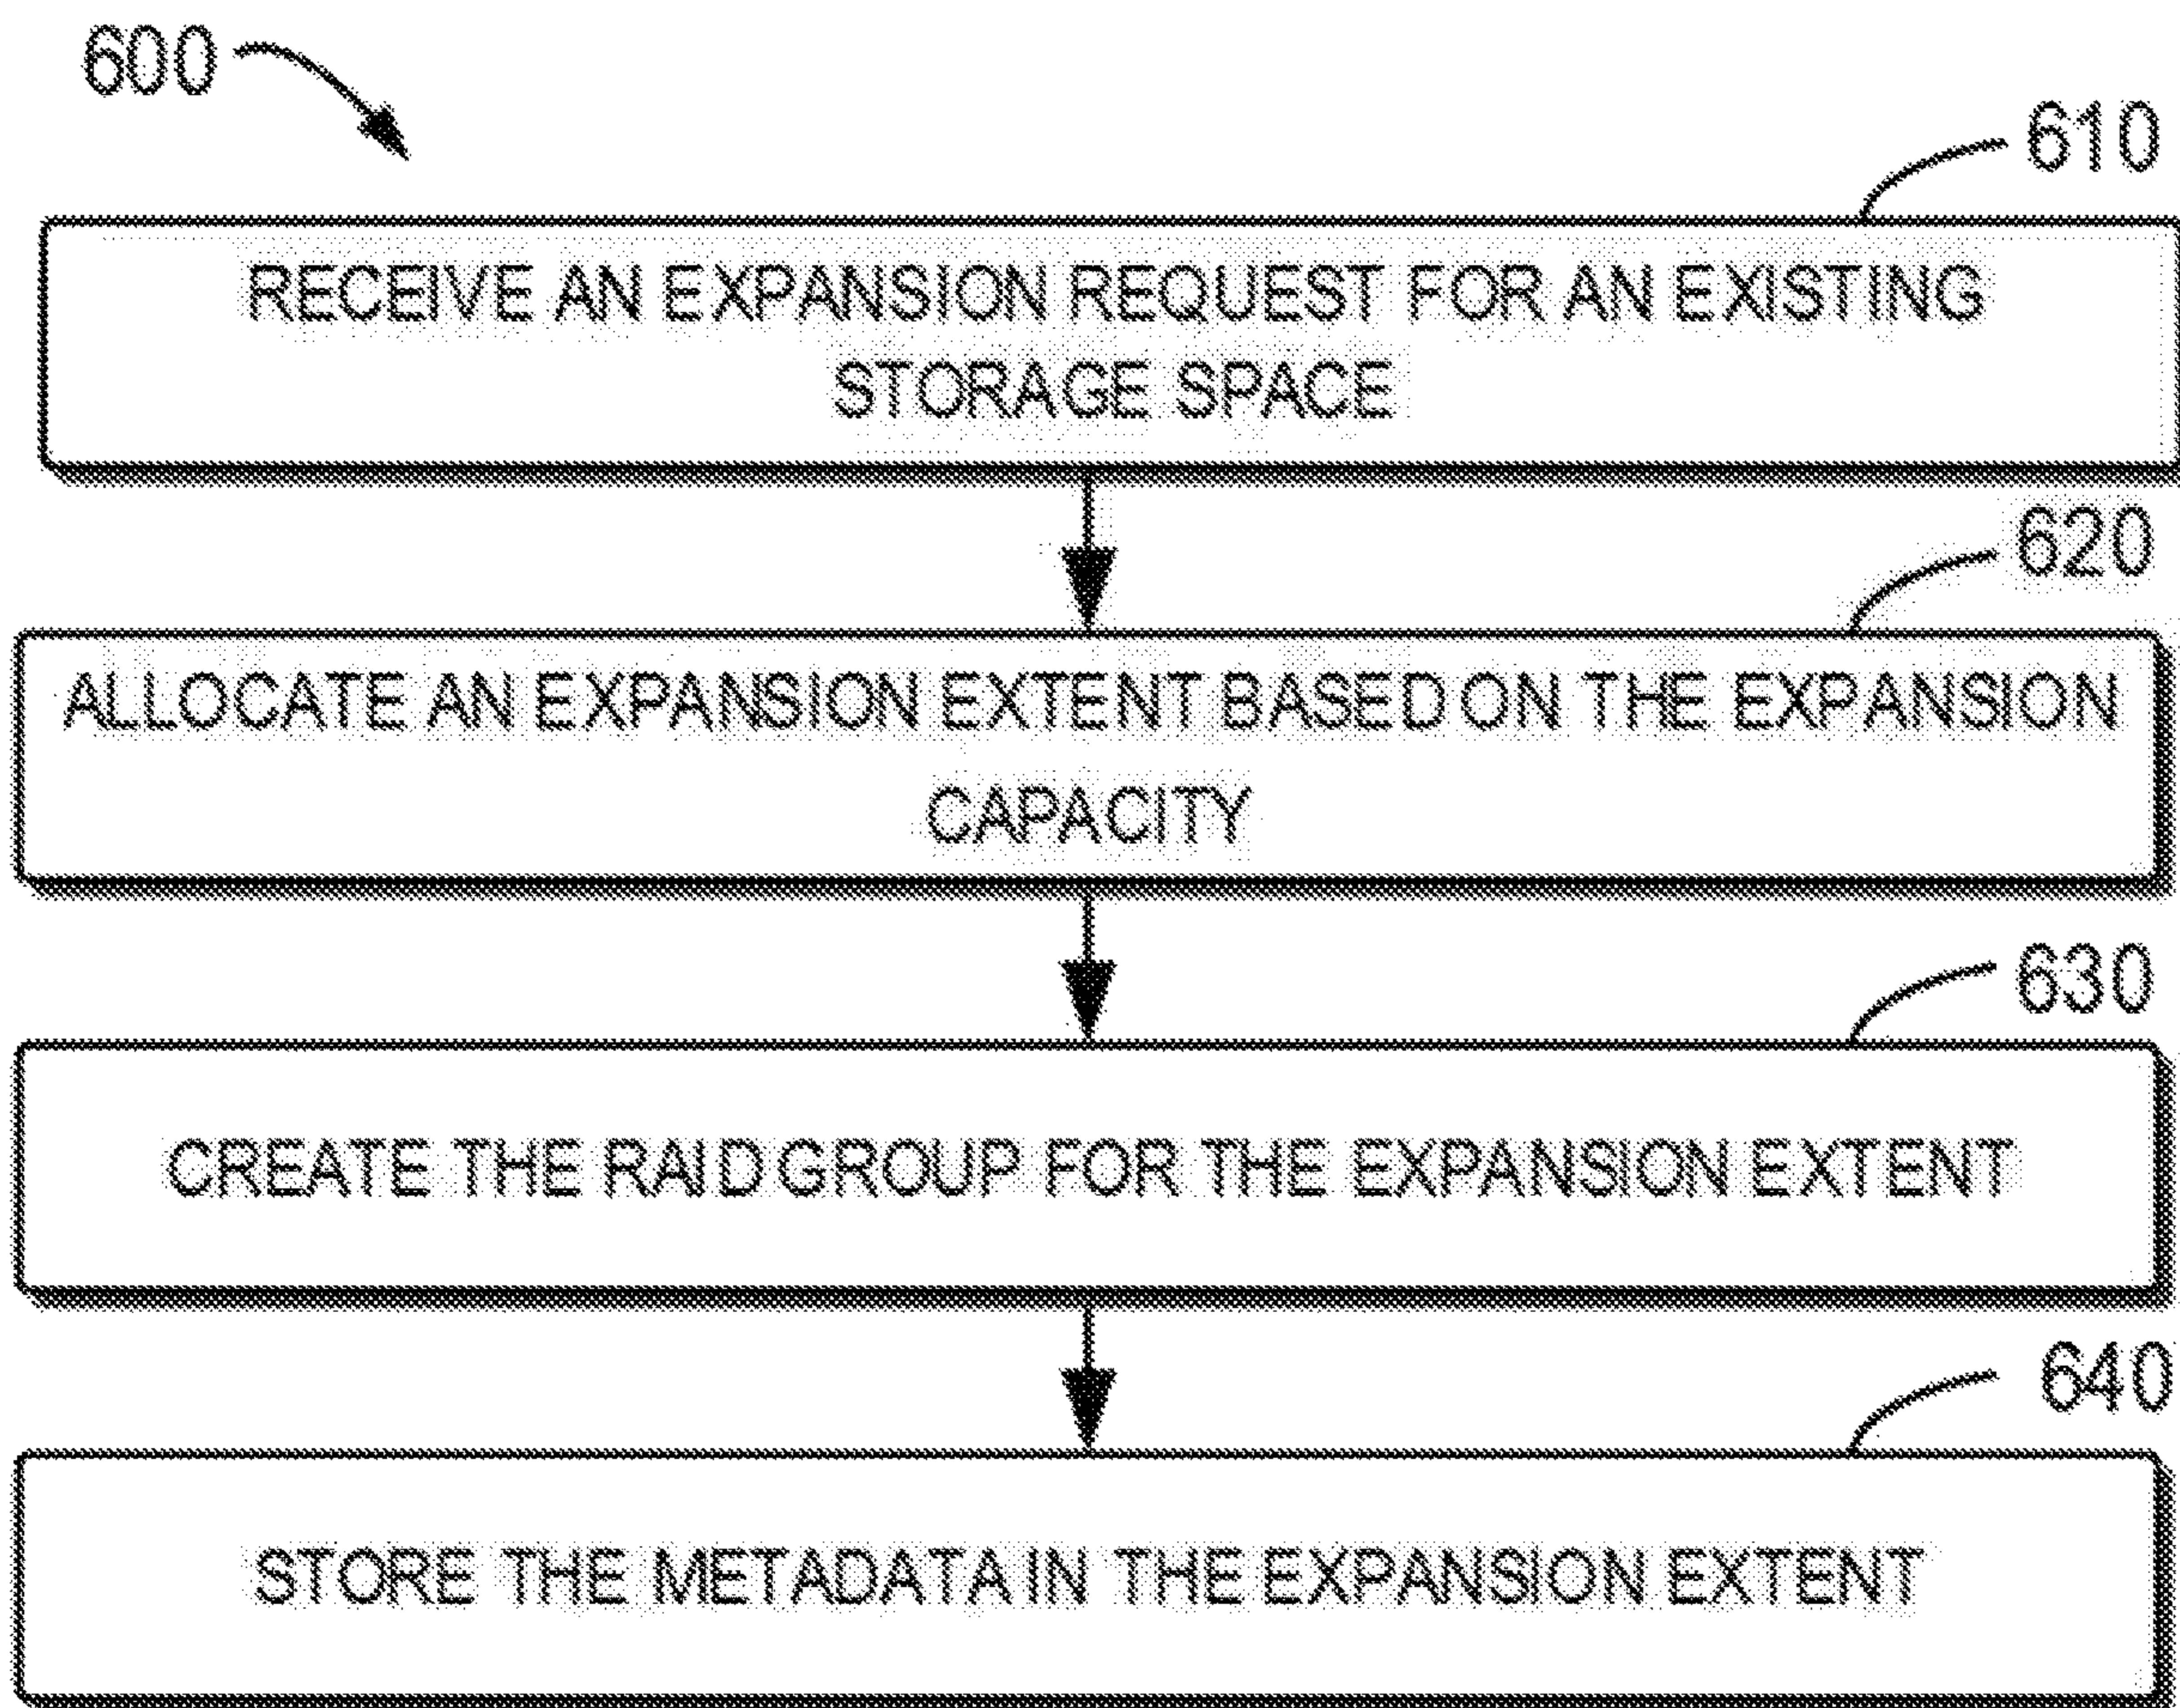 600
610
RECEIVE AN EXPANSION REQUEST FOR AN EXISTING
STORAGE SPACE
620
ALLOCATE AN EXPANSION EXTENT BASED ON THE EXPANSION
CAPACITY
630
CREATE THE RAID GROUP FOR THE EXPANSION EXTENT
640
STORE THE METADATA IN THE EXPANSION EXTENT